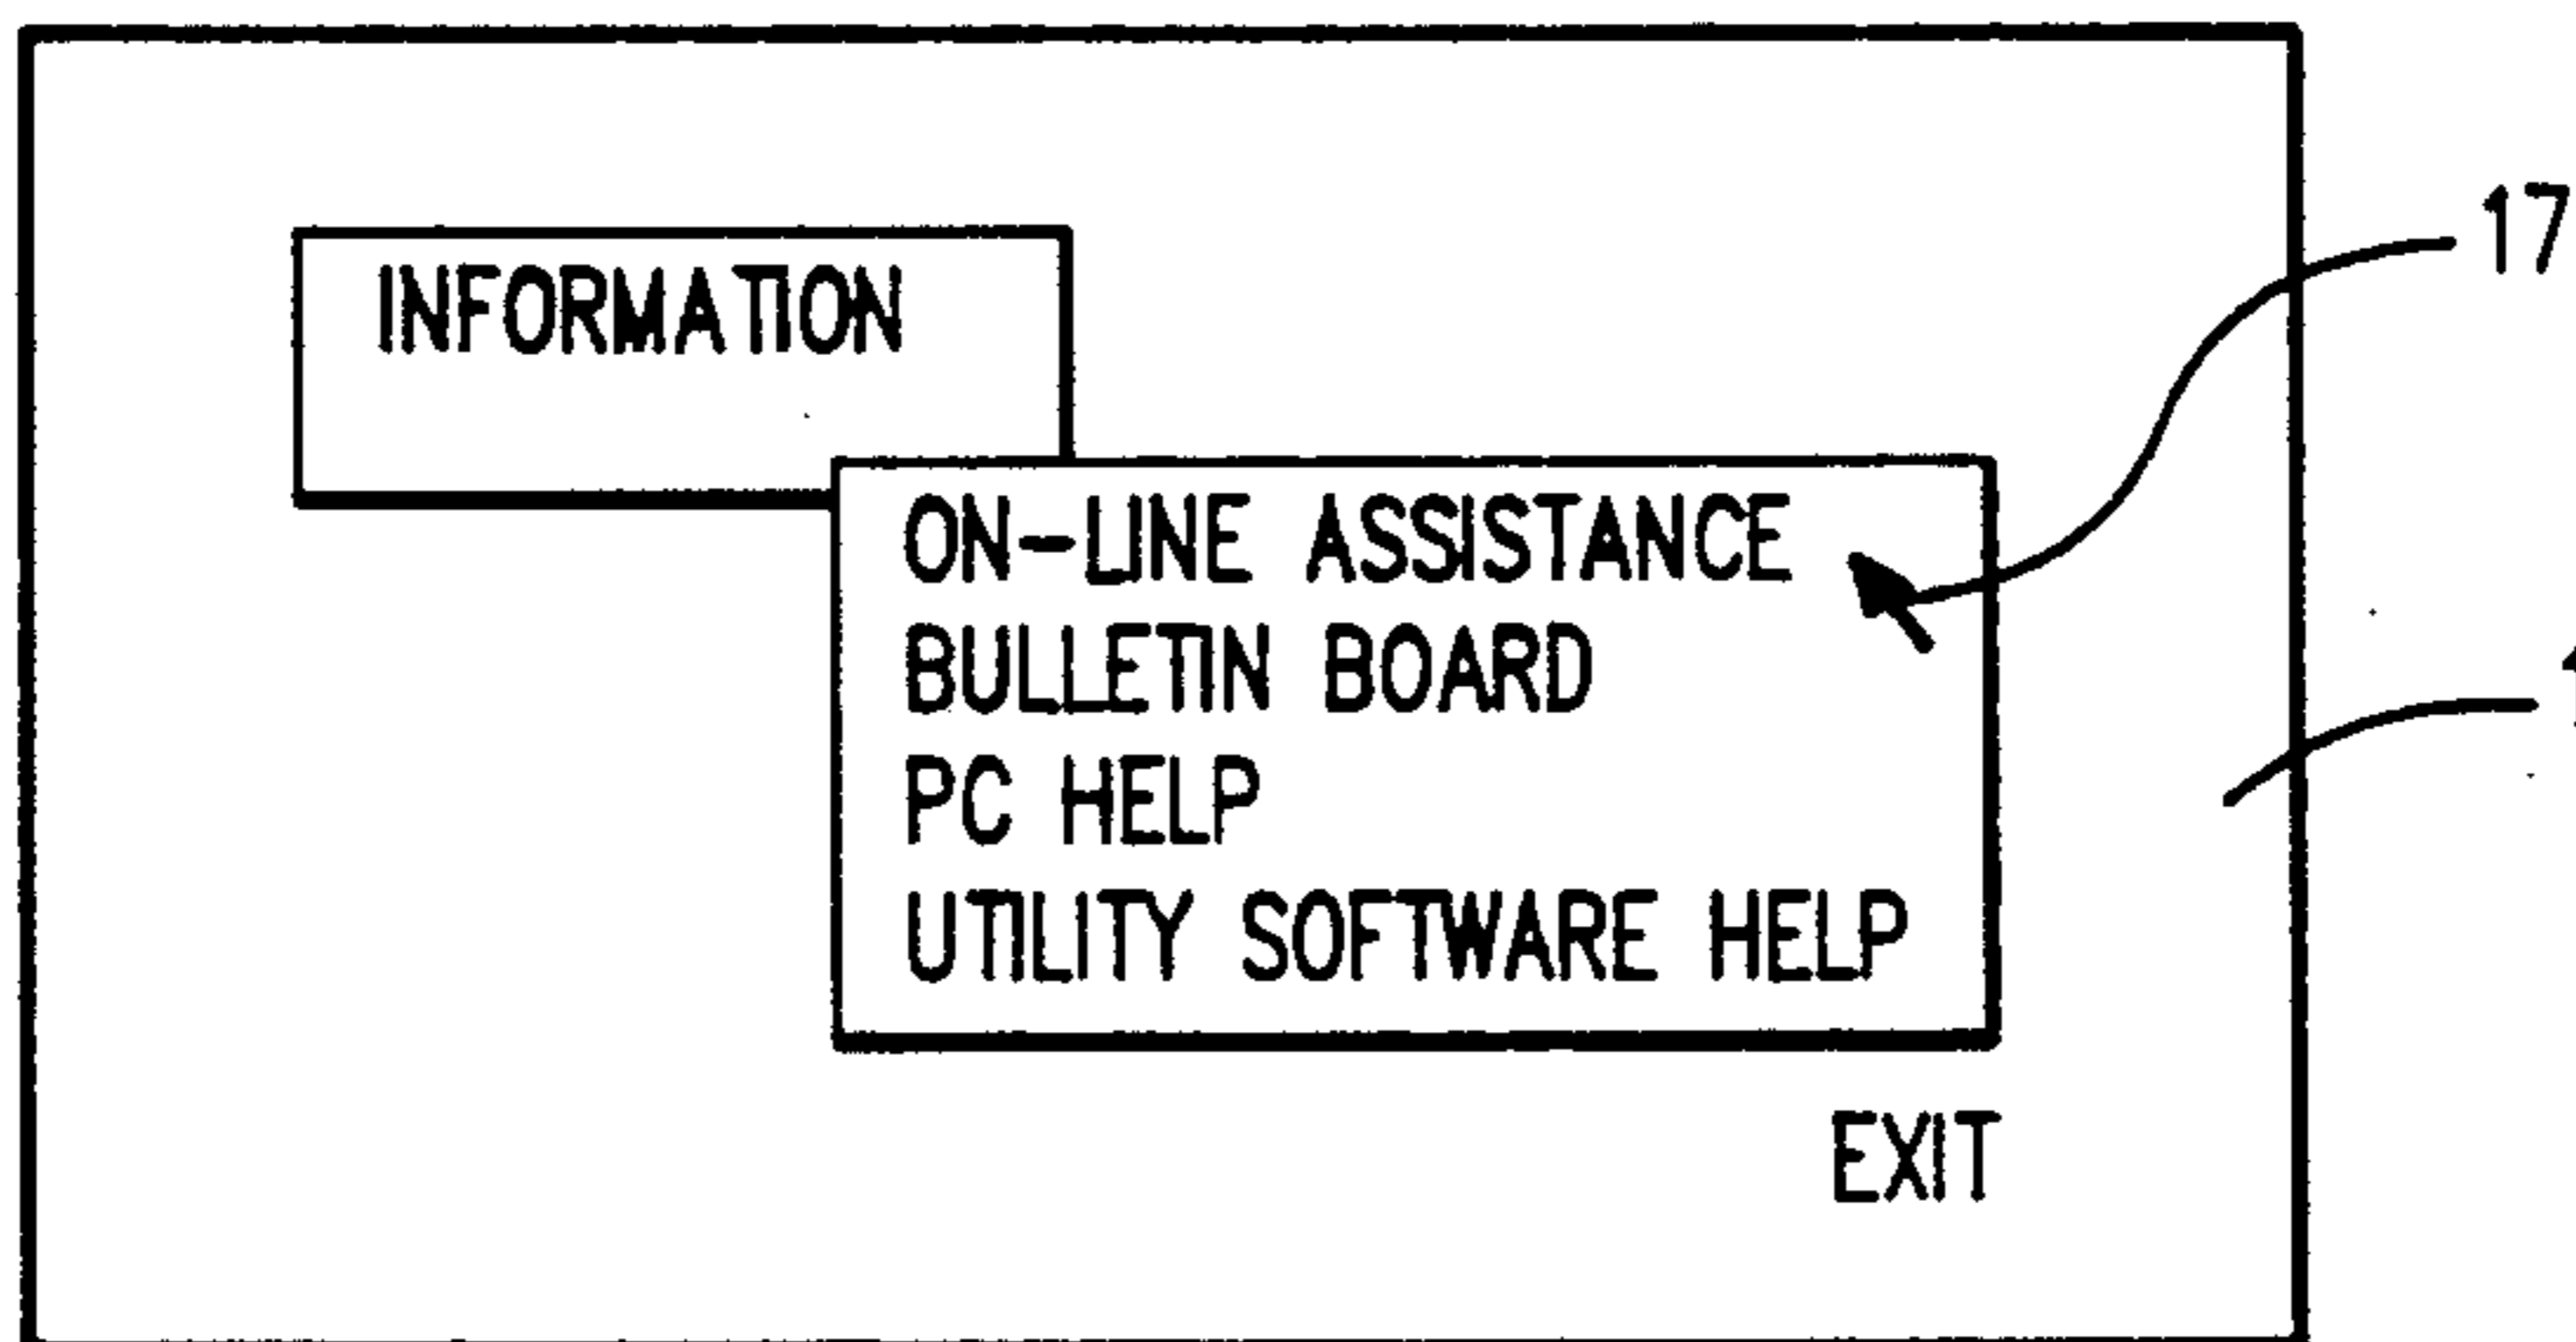 INFORMATION
17
ON-LINE ASSISTANCE
BULLETIN BOARD
PC HELP
UTILITY SOFTWARE HELP
EXIT